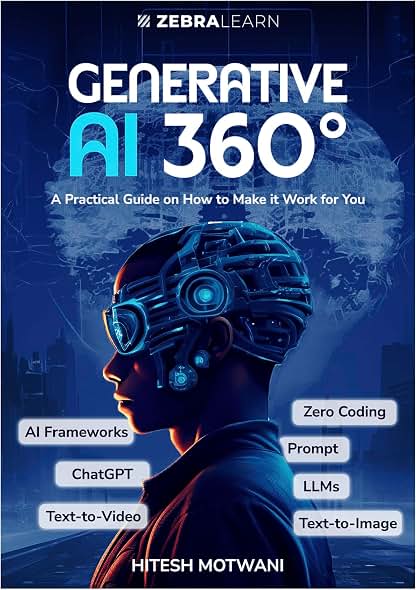 ZEBRALEARN
GENERATIVE
AI 360°
A Practical Guide on How to Make it Work for You
Zero Coding
AI Frameworks
Prompt
ChatGPT
LLMs
Text-to-Video
Text-to-Image
HITESH MOTWANI